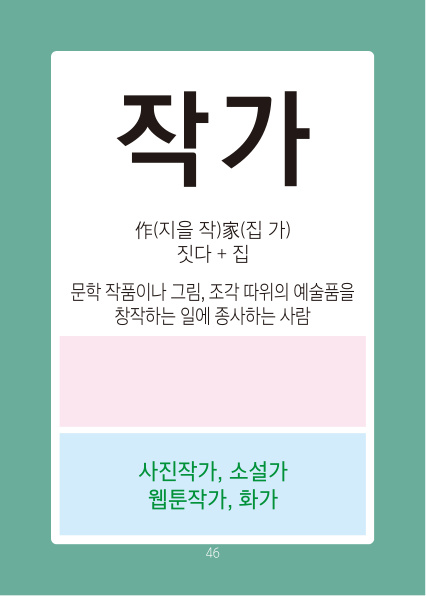 작가
作(지을 작)家(집 가)
짓다 + 집
문학 작품이나 그림, 조각 따위의 예술품을
창작하는 일에 종사하는 사람
사진작가, 소설가
웹툰작가, 화가
46